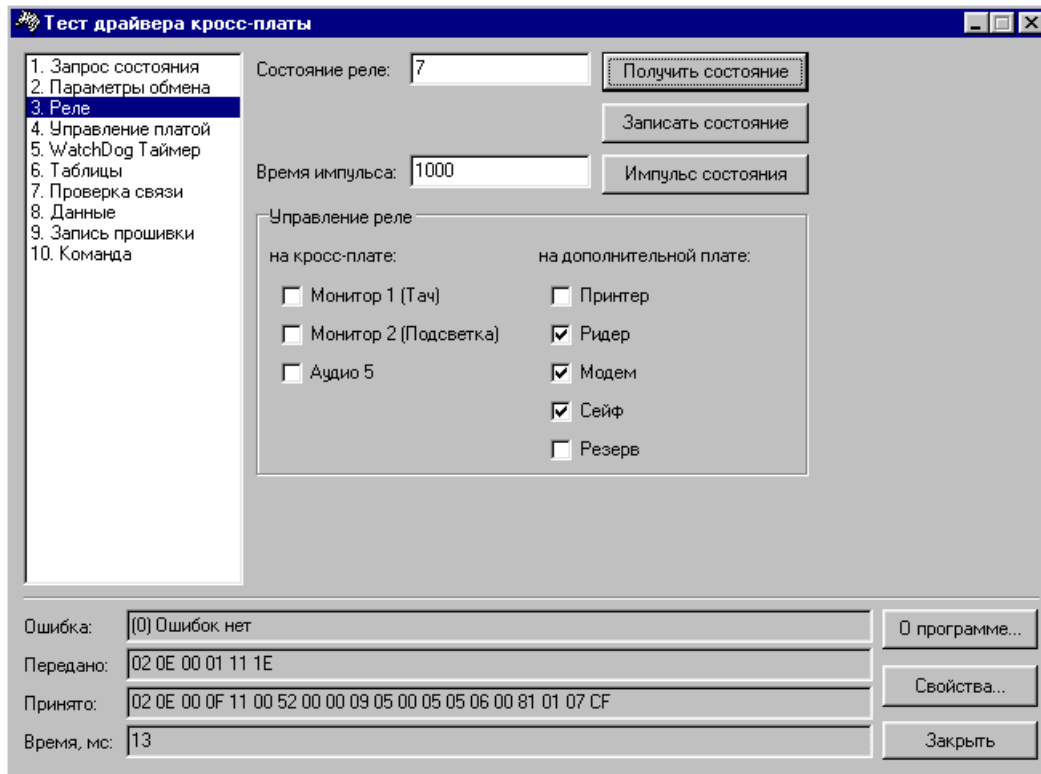 Тест драйвера кросс-платы
1. Запрос состояния
2. Параметры обмена
3. Реле
4. Управление платой
5. WatchDog Таймер
6. Таблицы
7. Проверка связи
8. Данные
9. Запись прошивки
10. Команда
Состояние реле: 7 Получить состояние
Записать состояние
Время импульса: 1000 Импульс состояния
Управление реле
на кросс-плате: на дополнительной плате:
Монитор 1 (Тач) Принтер
Монитор 2 (Подсветка) Ридер
Аудио 5 Модем
Сейф
Резерв
Ошибка: (0) Ошибок нет О программе...
Передано: 02 0E 00 01 11 1E
Свойства...
Принято: 02 0E 00 0F 11 00 52 00 00 09 05 00 05 05 06 00 81 01 07 CF
Время, мс: 13 Закрыть